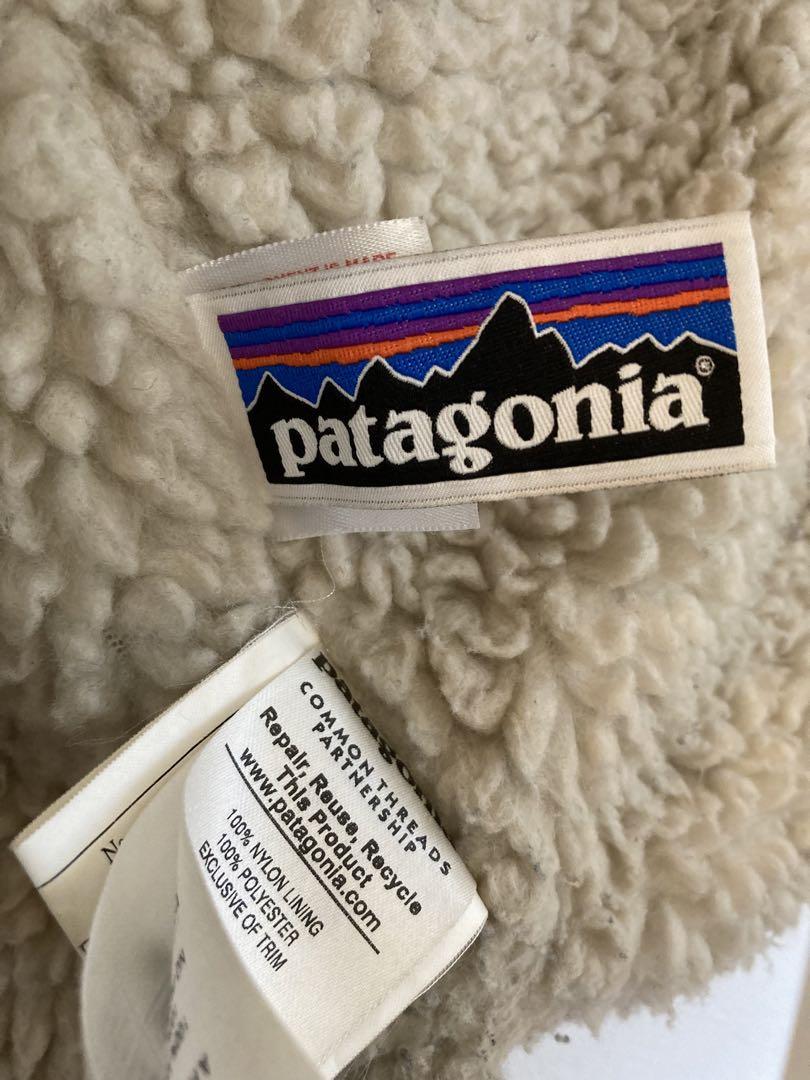 patagonia®
patagonia
COMMON THREADS
PARTNERSHIP
Repair, Reuse, Recycle
This Product
www.patagonia.com
100% NYLON LINING
100% POLYESTER
EXCLUSIVE OF TRIM